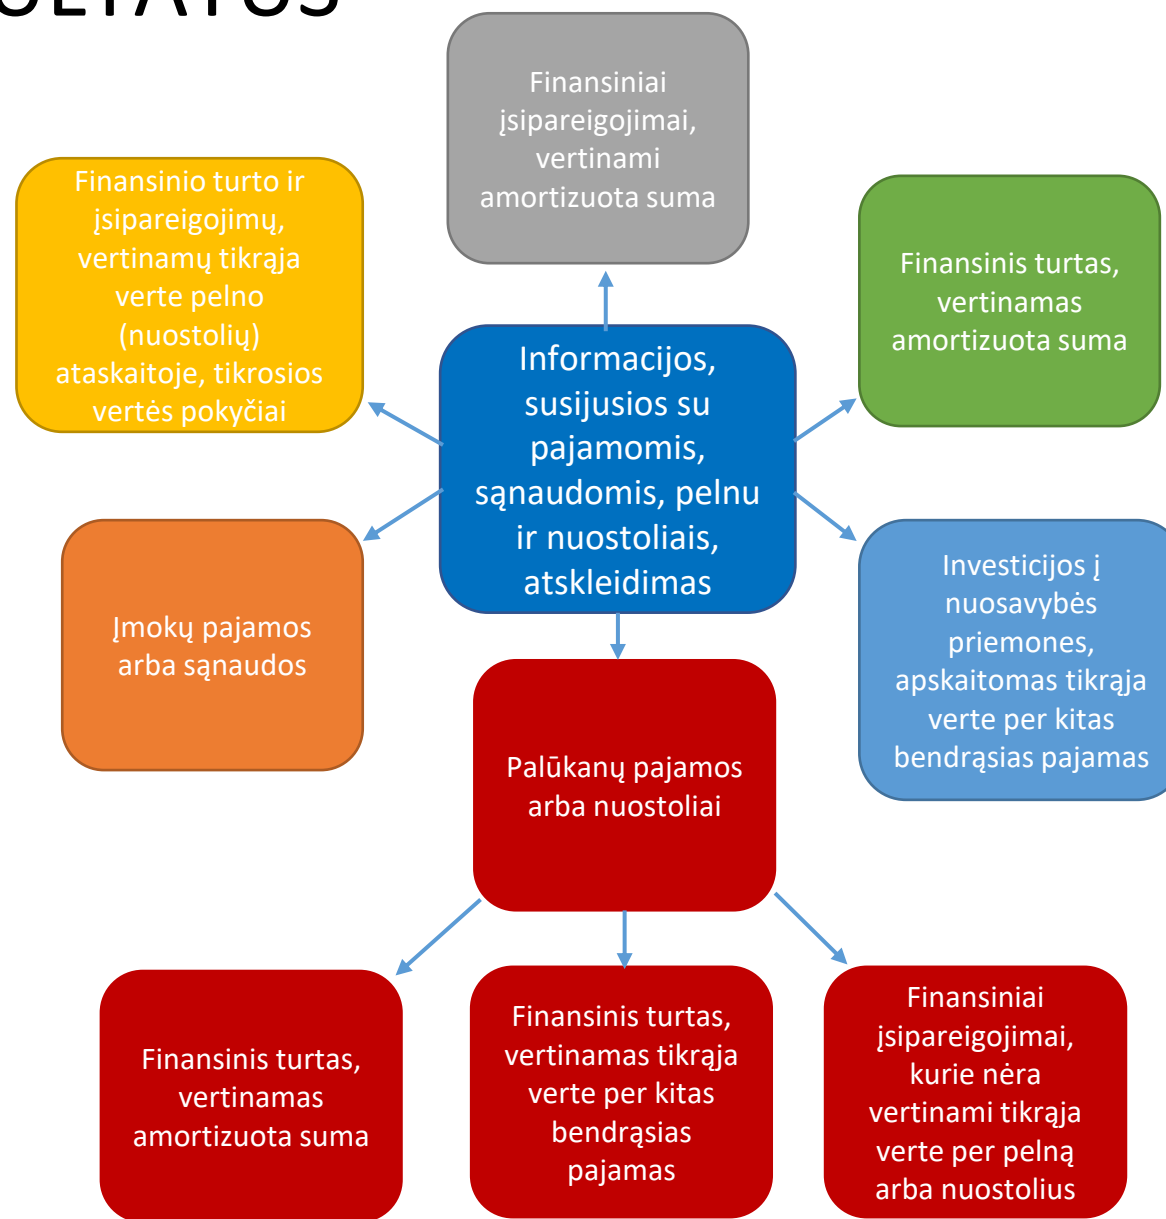 Finansiniai
įsipareigojimai,
vertinami
amortizuota suma
Finansinio turto ir
įsipareigojimų,
vertinamų tikrąja
verte pelno
(nuostolių)
ataskaitoje, tikrosios
vertės pokyčiai
Finansinis turtas,
vertinamas
amortizuota suma
Informacijos,
susijusios su
pajamomis,
sąnaudomis, pelnu
ir nuostoliais,
atskleidimas
Įmokų pajamos
arba sąnaudos
Investicijos į
nuosavybės
priemones,
apskaitomas tikrąja
verte per kitas
bendrąsias pajamas
Palūkanų pajamos
arba nuostoliai
Finansinis turtas,
vertinamas
amortizuota suma
Finansinis turtas,
vertinamas tikrąja
verte per kitas
bendrąsias
pajamas
Finansiniai
įsipareigojimai,
kurie nėra
vertinami tikrąja
verte per pelną
arba nuostolius